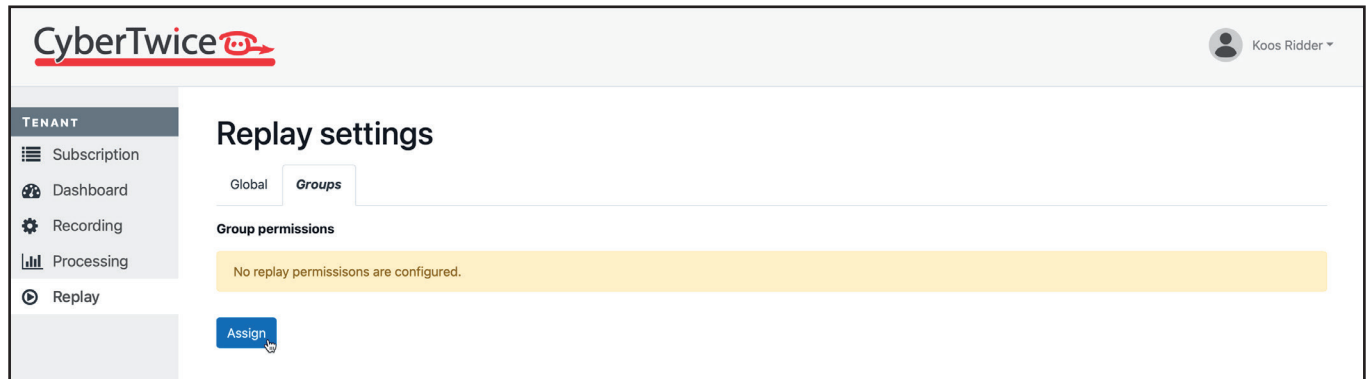 CyberTwice
Koos Ridder
TENANT
Subscription
Dashboard
Recording
Processing
Replay
Replay settings
Global Groups
Group permissions
No replay permissisons are configured.
Assign